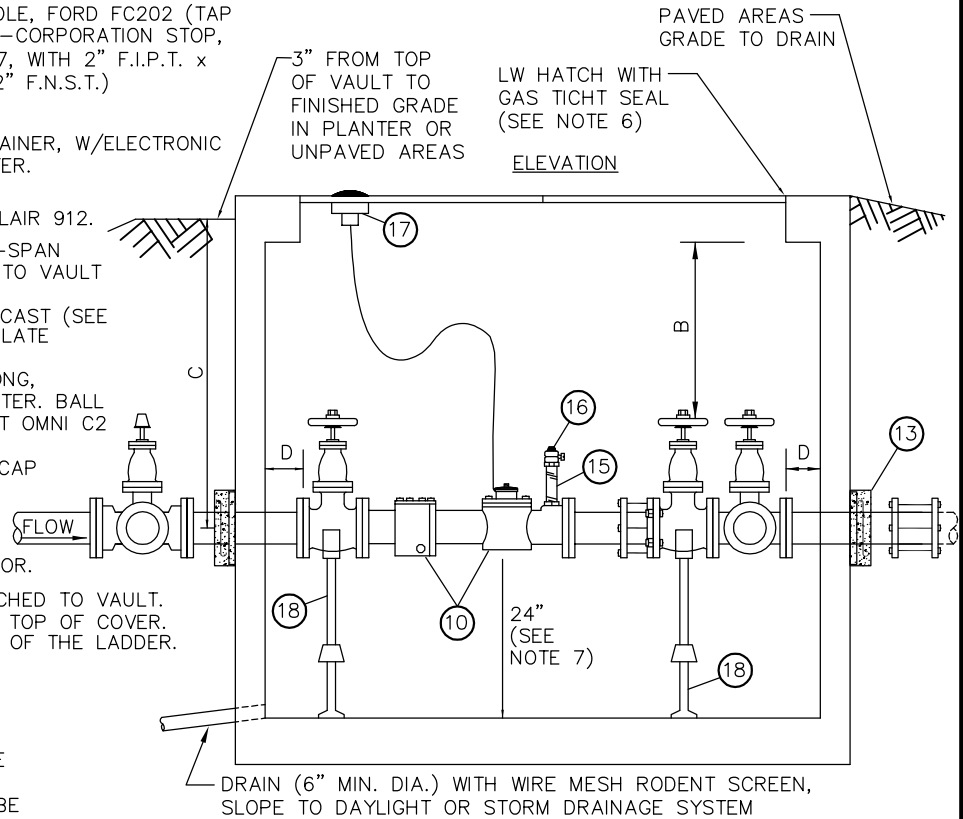 OLE, FORD FC202 (TAP
-CORPORATION STOP,
7, WITH 2" F.I.P.T. x
2" F.N.S.T.)
AINER, W/ELECTRONIC
TER.
LAIR 912.
-SPAN
TO VAULT
CAST (SEE
LATE
ONG,
TER. BALL
T OMNI C2
CAP
OR.
CHED TO VAULT.
TOP OF COVER.
OF THE LADDER.
E
BE
3" FROM TOP
OF VAULT TO
FINISHED GRADE
IN PLANTER OR
UNPAVED AREAS
LW HATCH WITH
GAS TICHT SEAL
(SEE NOTE 6)
ELEVATION
PAVED AREAS
GRADE TO DRAIN
17
B
C
16
15
13
D
D
FLOW
18
10
24"
(SEE
NOTE 7)
18
DRAIN (6" MIN. DIA.) WITH WIRE MESH RODENT SCREEN,
SLOPE TO DAYLIGHT OR STORM DRAINAGE SYSTEM